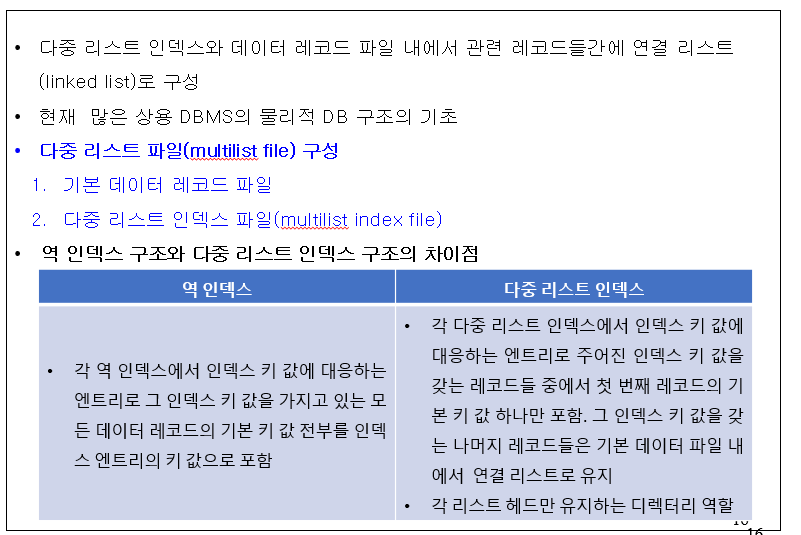 • 다중 리스트 인덱스와 데이터 레코드 파일 내에서 관련 레코드들간에 연결 리스트
(linked list)로 구성
• 현재 많은 상용 DBMS의 물리적 DB 구조의 기초
• 다중 리스트 파일(multilist file) 구성
1. 기본 데이터 레코드 파일
2. 다중 리스트 인덱스 파일(multilist index file)
• 역 인덱스 구조와 다중 리스트 인덱스 구조의 차이점
역 인덱스
다중 리스트 인덱스
• 각 역 인덱스에서 인덱스 키 값에 대응하는
엔트리로 그 인덱스 키 값을 가지고 있는 모
든 데이터 레코드의 기본 키 값 전부를 인덱
스 엔트리의 키 값으로 포함
• 각 다중 리스트 인덱스에서 인덱스 키 값에
대응하는 엔트리로 주어진 인덱스 키 값을
갖는 레코드들 중에서 첫 번째 레코드의 기
본 키 값 하나만 포함. 그 인덱스 키 값을 갖
는 나머지 레코드들은 기본 데이터 파일 내
에서 연결 리스트로 유지
• 각 리스트 헤드만 유지하는 디렉터리 역할
16
16